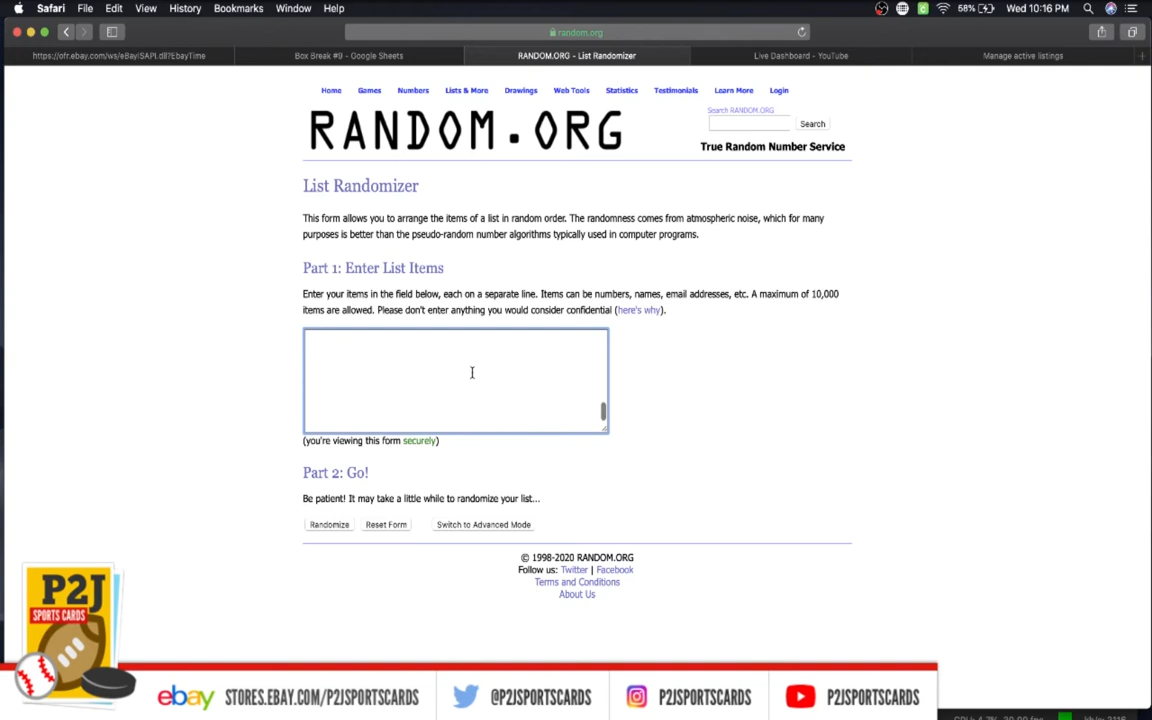 Safari File Edit View History Bookmarks Window Help 58% Wed 10:16 PM
random.org
https://ofr.ebay.com/ws/eBayISAPI.dll?EbayTime Box Break #9 - Google Sheets RANDOM.ORG - List Randomizer Live Dashboard - YouTube Manage active listings
Home Games Numbers Lists & More Drawings Web Tools Statistics Testimonials Learn More Login
Search RANDOM.ORG
Search
RANDOM.ORG
True Random Number Service
List Randomizer
This form allows you to arrange the items of a list in random order. The randomness comes from atmospheric noise, which for many
purposes is better than the pseudo-random number algorithms typically used in computer programs.
Part 1: Enter List Items
Enter your items in the field below, each on a separate line. Items can be numbers, names, email addresses, etc. A maximum of 10,000
items are allowed. Please don't enter anything you would consider confidential (here's why).
(you're viewing this form securely)
Part 2: Go!
Be patient! It may take a little while to randomize your list...
Randomize Reset Form Switch to Advanced Mode
© 1998-2020 RANDOM.ORG
Follow us: Twitter | Facebook
Terms and Conditions
About Us
P2J
SPORTS CARDS
ebay STORES.EBAY.COM/P2JSPORTSCARDS @P2JSPORTSCARDS P2JSPORTSCARDS P2JSPORTSCARDS